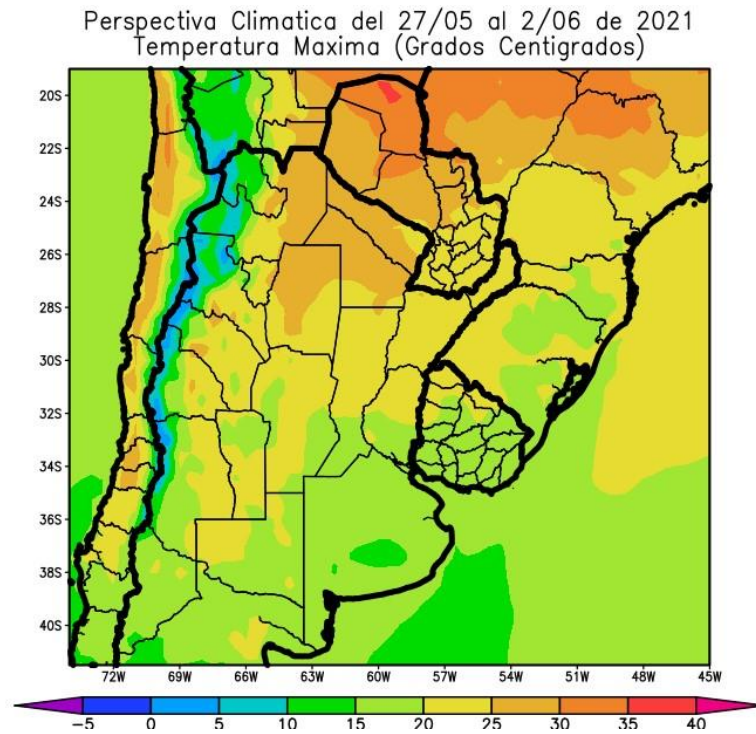 Perspectiva Climatica del 27/05 al 2/06 de 2021
Temperatura Maxima (Grados Centigrados)
20S
22S
24S
26S
28S
30S
32S
34S
36S
38S
40S
72W 69W 66W 63W 60W 57W 54W 51W 48W 45W
-5 0 5 10 15 20 25 30 35 40